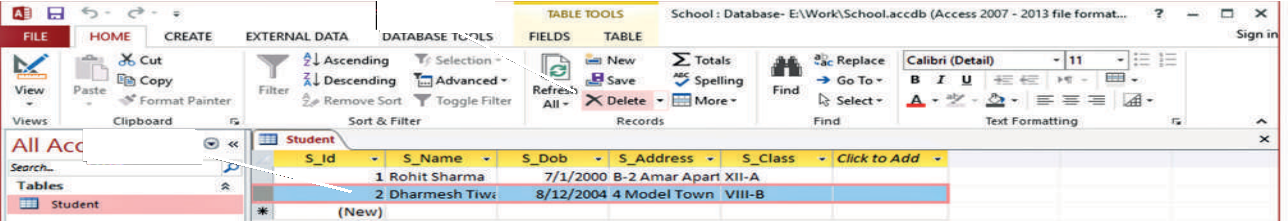 TABLE TOOLS School : Database- E:\Work\School.accdb (Access 2007 - 2013 file format... ?
FILE HOME CREATE EXTERNAL DATA DATABASE TOOLS FIELDS TABLE Sign in
View
Views
Paste
Cut
Copy
Format Painter
Clipboard
Filter
Ascending
Descending
Remove Sort
Selection
Advanced
Toggle Filter
Sort & Filter
Refresh
All
New
Save
Delete
Totals
Spelling
More
Records
Find
Replace
Go To
Select
Find
Calibri (Detail) 11
B I U
A
Text Formatting
All Acc
Search...
Tables
Student
Student
S_Id S_Name S_Dob S_Address S_Class Click to Add
1 Rohit Sharma 7/1/2000 B-2 Amar Apart XII-A
2 Dharmesh Tiwa 8/12/2004 4 Model Town VIII-B
(New)